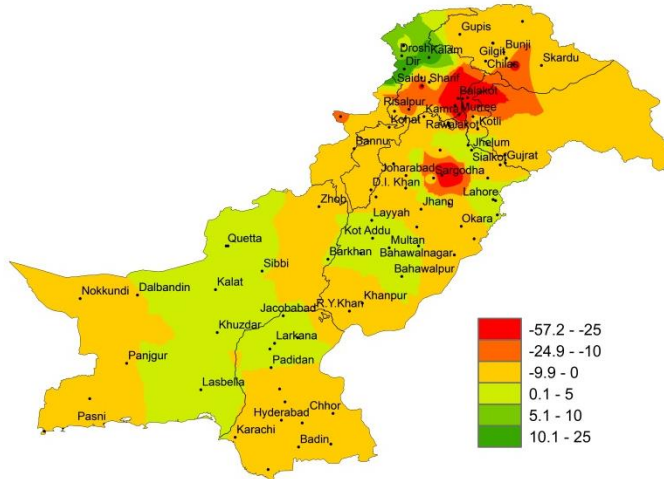 Gupis
Drosh
Kalam
Gilgit
Bunji
Dir
Chilas
Skardu
Saidu
Sharif
Balakot
Risalpur
Kamra
Murree
Kohat
Rawalakot
Kotli
Bannur
Jhelum
Sialkot
Gujrat
Joharabad
Sargodha
D.I. Khan
Lahore
Zhob
Layyah
Jhang
Okara
Kot Addu
Quetta
Multan
Barkhan
Bahawalnagar
Sibbi
Bahawalpur
Kalat
Nokkundi
Dalbandin
Khanpur
R.Y.Khan
Jacobabad
Khuzdar
Larkana
Panjgur
Padidan
Lasbella
Pasni
Hyderabad
Chhor
Karachi
Badin
-57.2 - -25
-24.9 - -10
-9.9 - 0
0.1 - 5
5.1 - 10
10.1 - 25